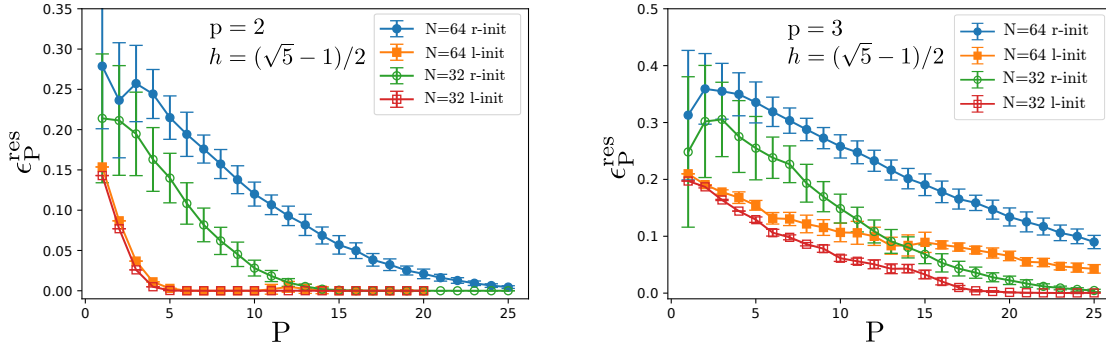 p = 2
h = (√5 − 1)/2
N=64 r-init
N=64 l-init
N=32 r-init
N=32 l-init
0.35
0.30
0.25
0.20
0.15
0.10
0.05
0.00
ϵ_P^res
0 5 10 15 20 25
P
p = 3
h = (√5 − 1)/2
N=64 r-init
N=64 l-init
N=32 r-init
N=32 l-init
0.5
0.4
0.3
0.2
0.1
0.0
ϵ_P^res
0 5 10 15 20 25
P